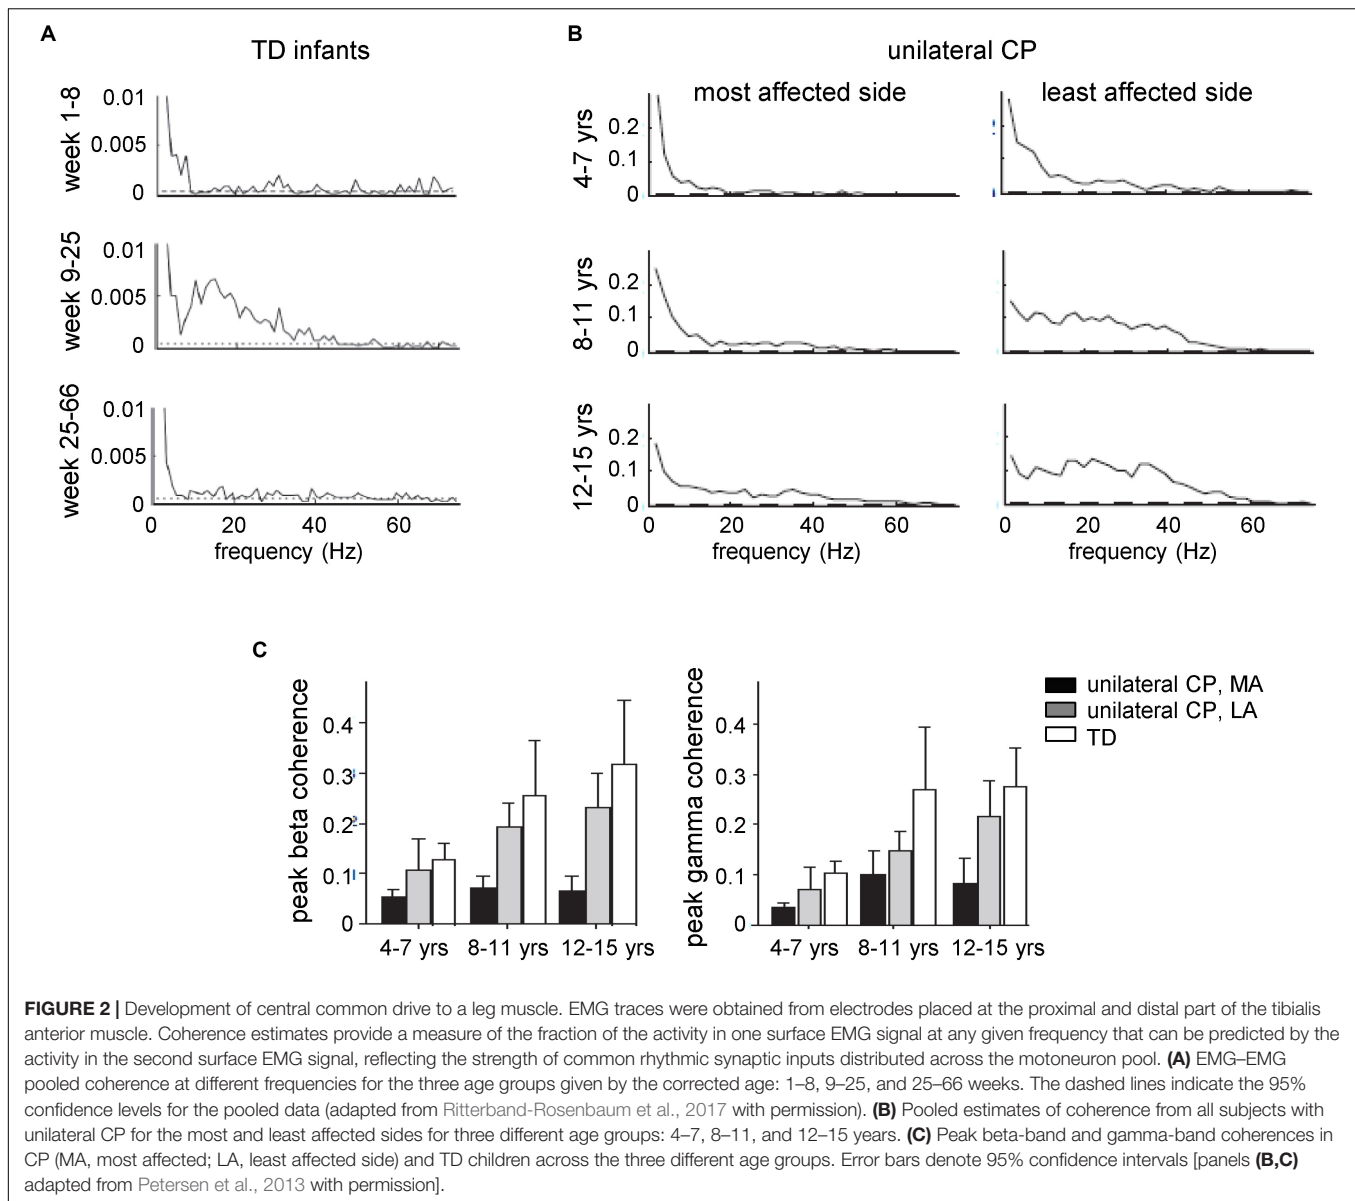 A
TD infants
week 1-8
0.01
0.005
0
week 9-25
0.01
0.005
0
week 25-66
0.01
0.005
0
0 20 40 60
frequency (Hz)
B
unilateral CP
most affected side
least affected side
4-7 yrs
0.2
0.1
0
8-11 yrs
0.2
0.1
0
12-15 yrs
0.2
0.1
0
0 20 40 60
frequency (Hz)
0 20 40 60
frequency (Hz)
C
peak beta coherence
0.4
0.3
0.2
0.1
0
4-7 yrs 8-11 yrs 12-15 yrs
peak gamma coherence
0.4
0.3
0.2
0.1
0
4-7 yrs 8-11 yrs 12-15 yrs
unilateral CP, MA
unilateral CP, LA
TD
FIGURE 2 | Development of central common drive to a leg muscle. EMG traces were obtained from electrodes placed at the proximal and distal part of the tibialis
anterior muscle. Coherence estimates provide a measure of the fraction of the activity in one surface EMG signal at any given frequency that can be predicted by the
activity in the second surface EMG signal, reflecting the strength of common rhythmic synaptic inputs distributed across the motoneuron pool. (A) EMG–EMG
pooled coherence at different frequencies for the three age groups given by the corrected age: 1–8, 9–25, and 25–66 weeks. The dashed lines indicate the 95%
confidence levels for the pooled data (adapted from Ritterband-Rosenbaum et al., 2017 with permission). (B) Pooled estimates of coherence from all subjects with
unilateral CP for the most and least affected sides for three different age groups: 4–7, 8–11, and 12–15 years. (C) Peak beta-band and gamma-band coherences in
CP (MA, most affected; LA, least affected side) and TD children across the three different age groups. Error bars denote 95% confidence intervals [panels (B,C)
adapted from Petersen et al., 2013 with permission].